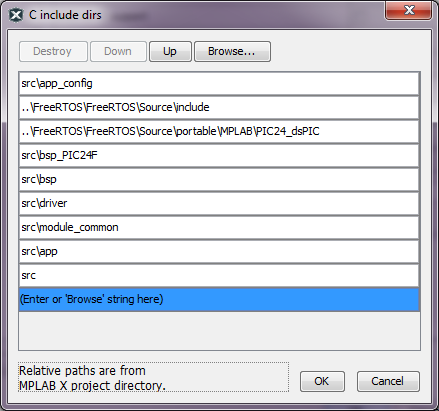 C include dirs
Destroy Down Up Browse...
src\app_config
..\FreeRTOS\FreeRTOS\Source\include
..\FreeRTOS\FreeRTOS\Source\portable\MPLAB\PIC24_dsPIC
src\bsp_PIC24F
src\bsp
src\driver
src\module_common
src\app
src
(Enter or 'Browse' string here)
Relative paths are from
MPLAB X project directory.
OK Cancel